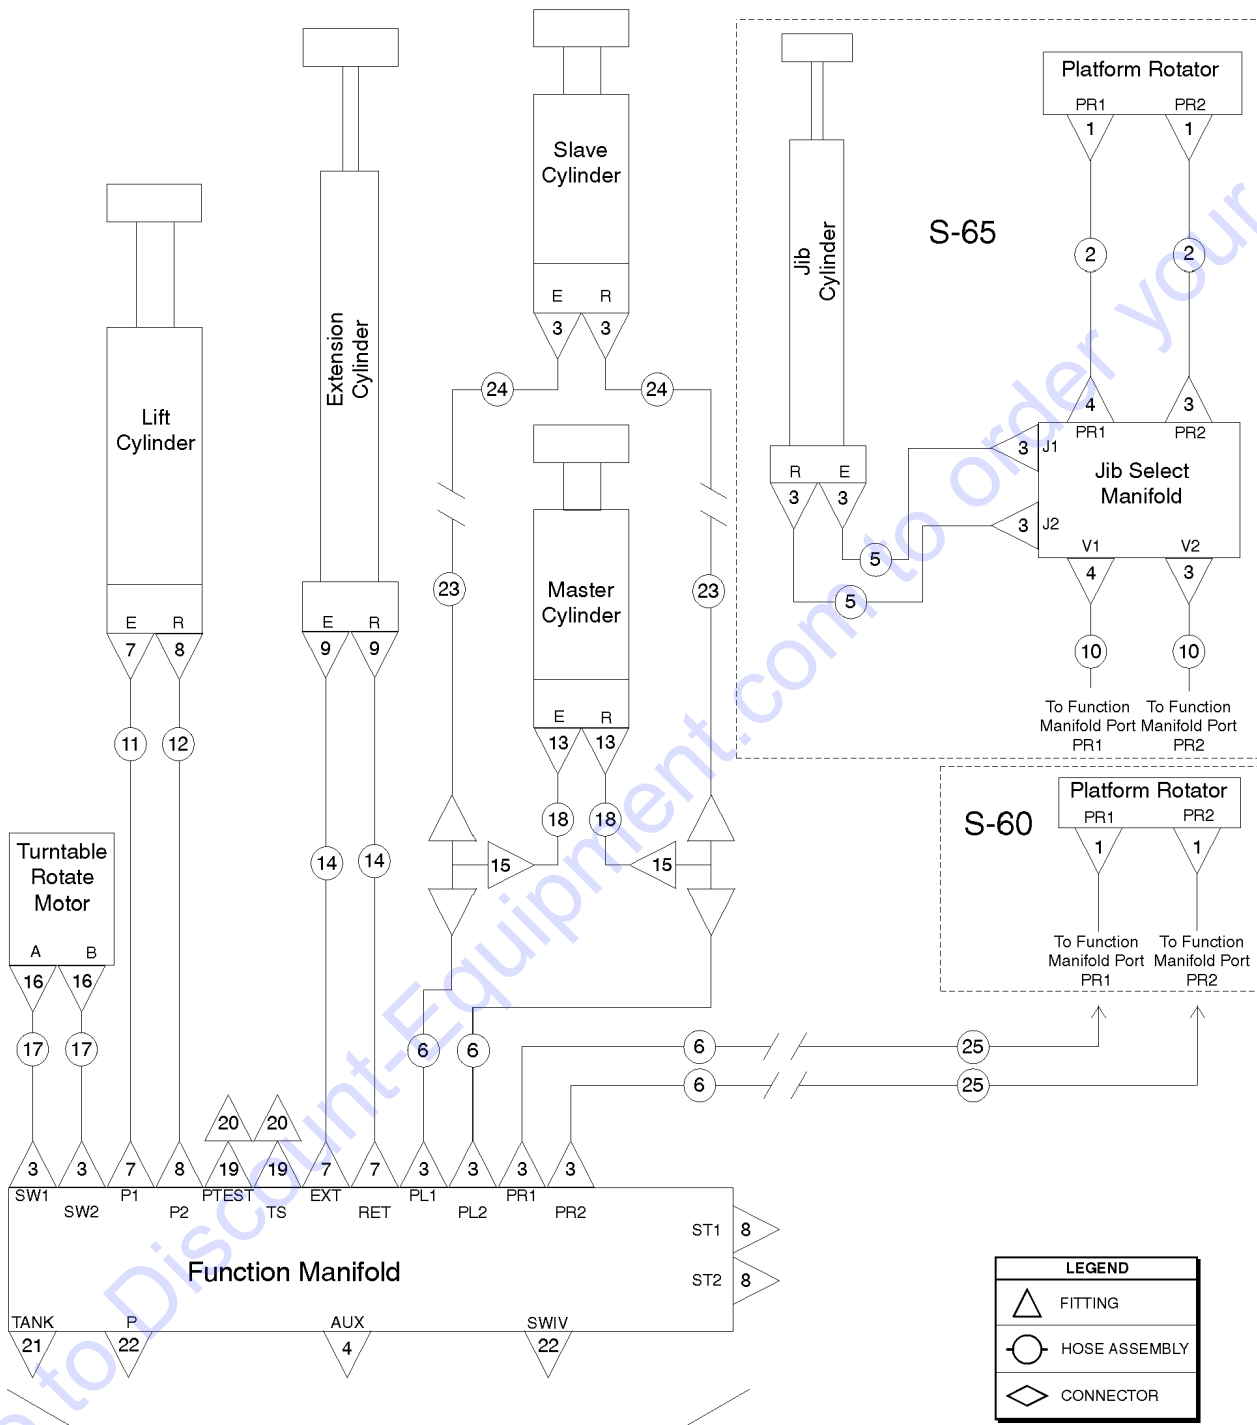 Platform Rotator
PR1 PR2
1 1
Slave
Cylinder
Jib
Cylinder
S-65
2 2
E R
3 3
Extension
Cylinder
24 24
4 3
PR1 PR2
Lift
Cylinder
3 J1
Jib Select
Manifold
R E
3 3
3 J2
V1 V2
5
4 3
5
23 23
Master
Cylinder
E R
7 8
E R
9 9
10 10
To Function
Manifold Port
PR1
To Function
Manifold Port
PR2
E R
13 13
11 12
Platform Rotator
PR1 PR2
S-60
1 1
18 18
15 15
14 14
Turntable
Rotate
Motor
A B
16 16
To Function
Manifold Port
PR1
To Function
Manifold Port
PR2
17 17
6 6
6 25
6 25
20 20
3 3 7 8 19 19 7 7 3 3 3 3
SW1 P1 PTEST EXT PL1 PR1
SW2 P2 TS RET PL2 PR2
ST1 8
Function Manifold
ST2 8
TANK P AUX SWIV
21 22 4 22
LEGEND
FITTING
HOSE ASSEMBLY
CONNECTOR
to Discount-Equipment.com to order your